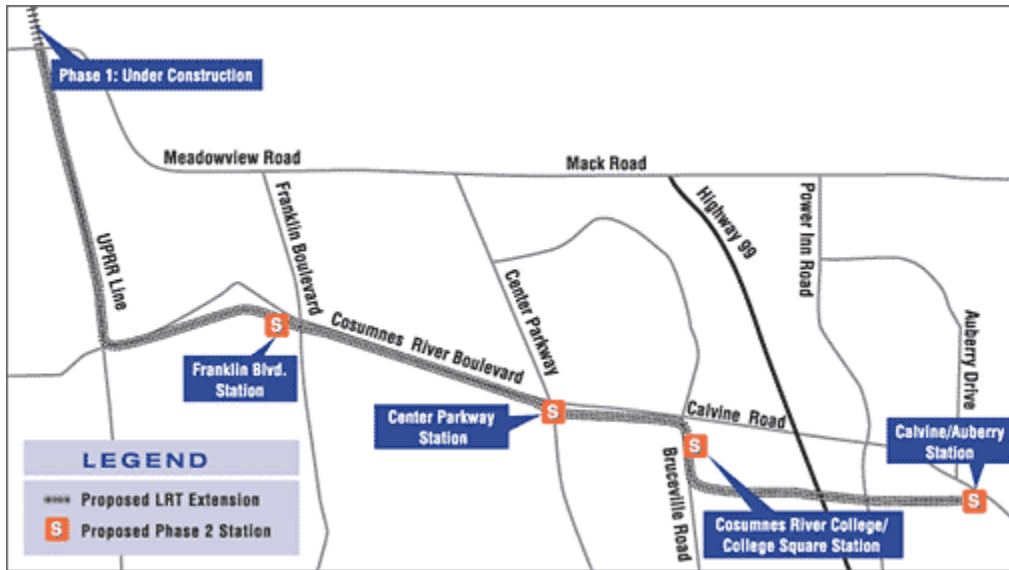 Phase 1: Under Construction
Meadowview Road
Mack Road
Franklin Boulevard
Highway 99
Power Inn Road
UPRR Line
Center Parkway
Auberry Drive
Cosumnes River Boulevard
Franklin Blvd.
Station
Center Parkway
Station
Calvine Road
Calvine/Auberry
Station
Bruceville Road
Cosumnes River College/
College Square Station
LEGEND
Proposed LRT Extension
S Proposed Phase 2 Station
S
S
S
S